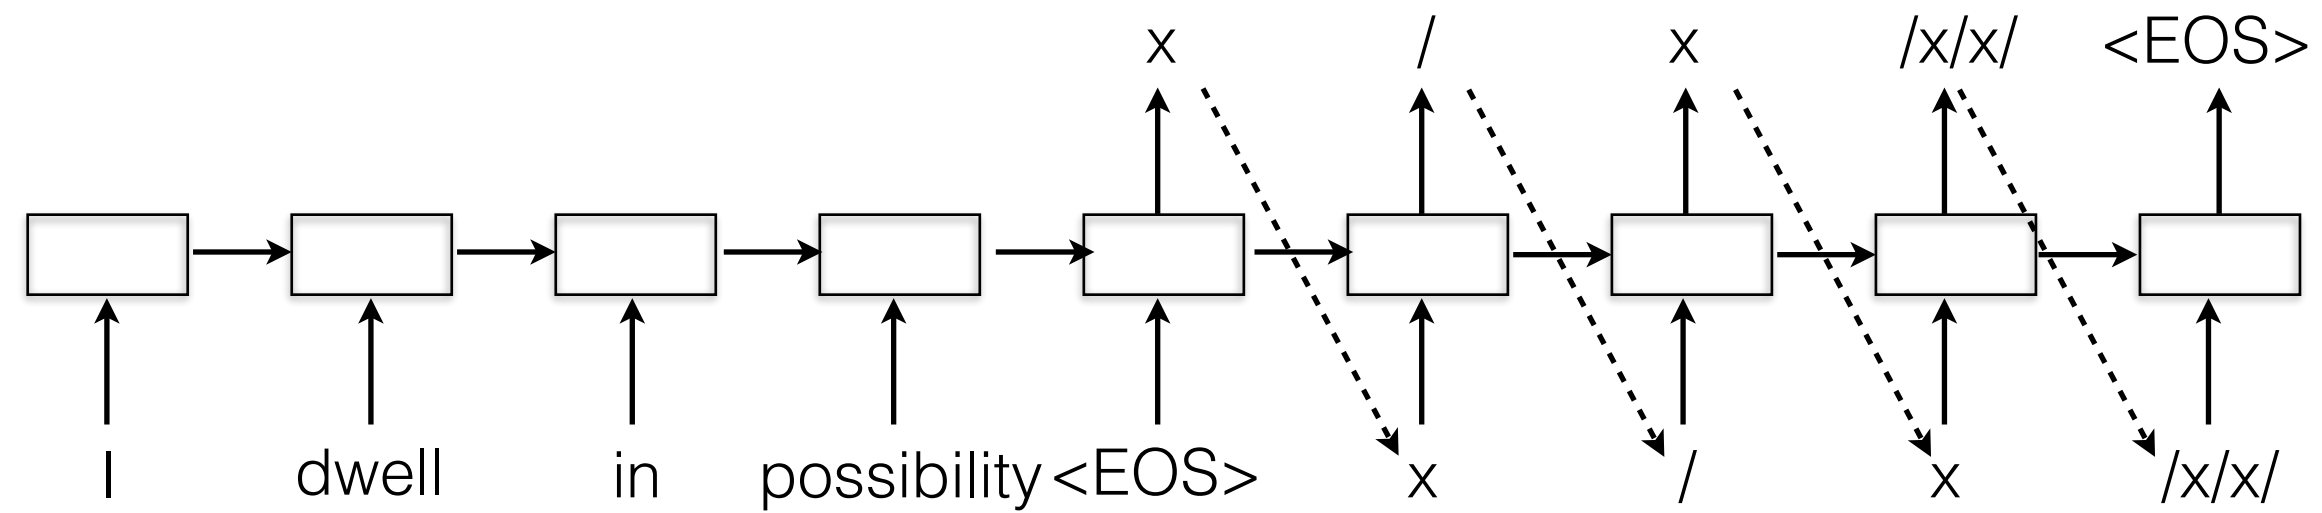 x / x /x/x/ <EOS>
I dwell in possibility <EOS> x / x /x/x/